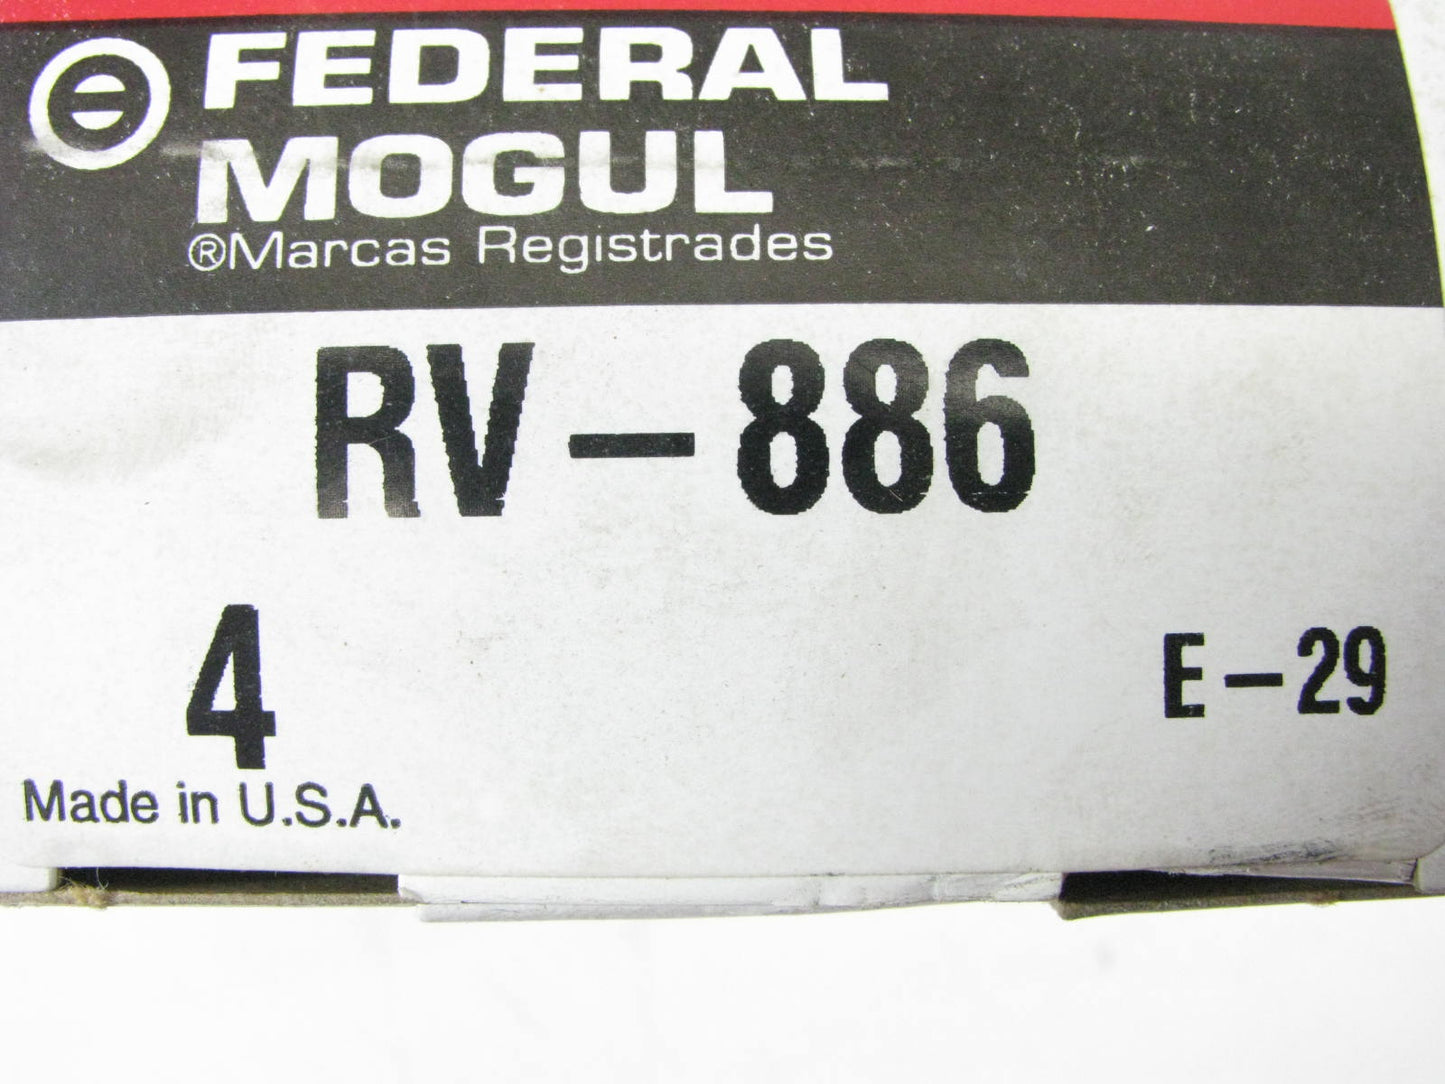 FEDERAL
MOGUL
®Marcas Registrades
RV-886
4
E-29
Made in U.S.A.